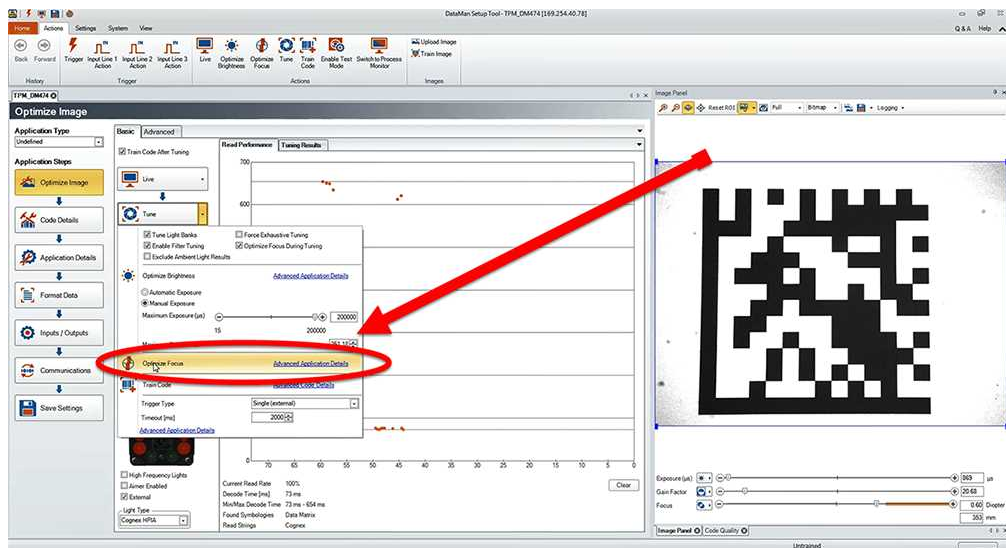 DataMan Setup Tool - TPM_DM474 [169.254.40.78]
Home Actions Settings System View Q & A Help
Back Forward Trigger Input Line 1 Action Input Line 2 Action Input Line 3 Action Live Optimize Brightness Optimize Focus Tune Train Code Enable Test Mode Switch to Process Monitor Upload Image
Train Image
History Trigger Actions Images
TPM_DM474
Optimize Image
Application Type
Undefined
Application Steps
Optimize Image
Code Details
Application Details
Format Data
Inputs / Outputs
Communications
Save Settings
Basic Advanced
Train Code After Tuning
Live
Tune
Tune Light Banks Force Exhaustive Tuning
Enable Filter Tuning Optimize Focus During Tuning
Exclude Ambient Light Results
Optimize Brightness Advanced Application Details
Automatic Exposure
Manual Exposure
Maximum Exposure (µs) 200000
15 200000
Optimize Focus Advanced Application Details
Train Code Advanced Code Details
Trigger Type Single (external)
Timeout [ms] 2000
Advanced Application Details
High Frequency Lights
Aimer Enabled
External
Light Type
Cognex HPIA
Read Performance Tuning Results
700
600
0
70 65 60 55 50 45 40 35 30 25 20 15 10 5 0
Current Read Rate 100% Clear
Decode Time [ms] 73 ms
Min/Max Decode Time 73 ms - 654 ms
Found Symbologies Data Matrix
Read Strings Cognex
Image Panel
Reset ROI Full Bitmap Logging
Exposure (µs) 869 µs
Gain Factor 20.68
Focus 0.60 Diopter
353 mm
Image Panel Code Quality
Untrained